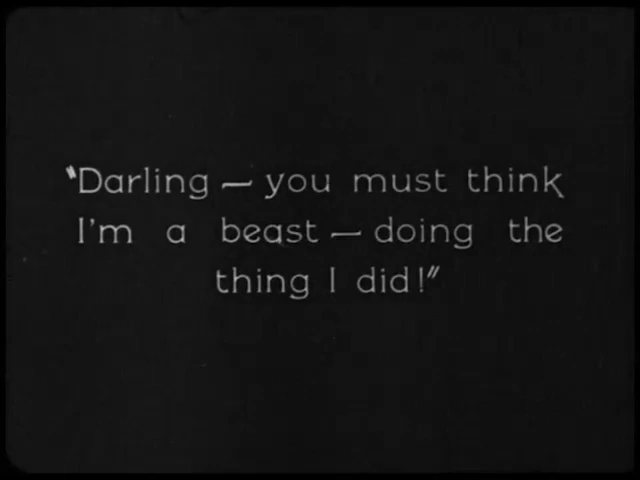 "Darling — you must think
I'm a beast — doing the
thing I did!"